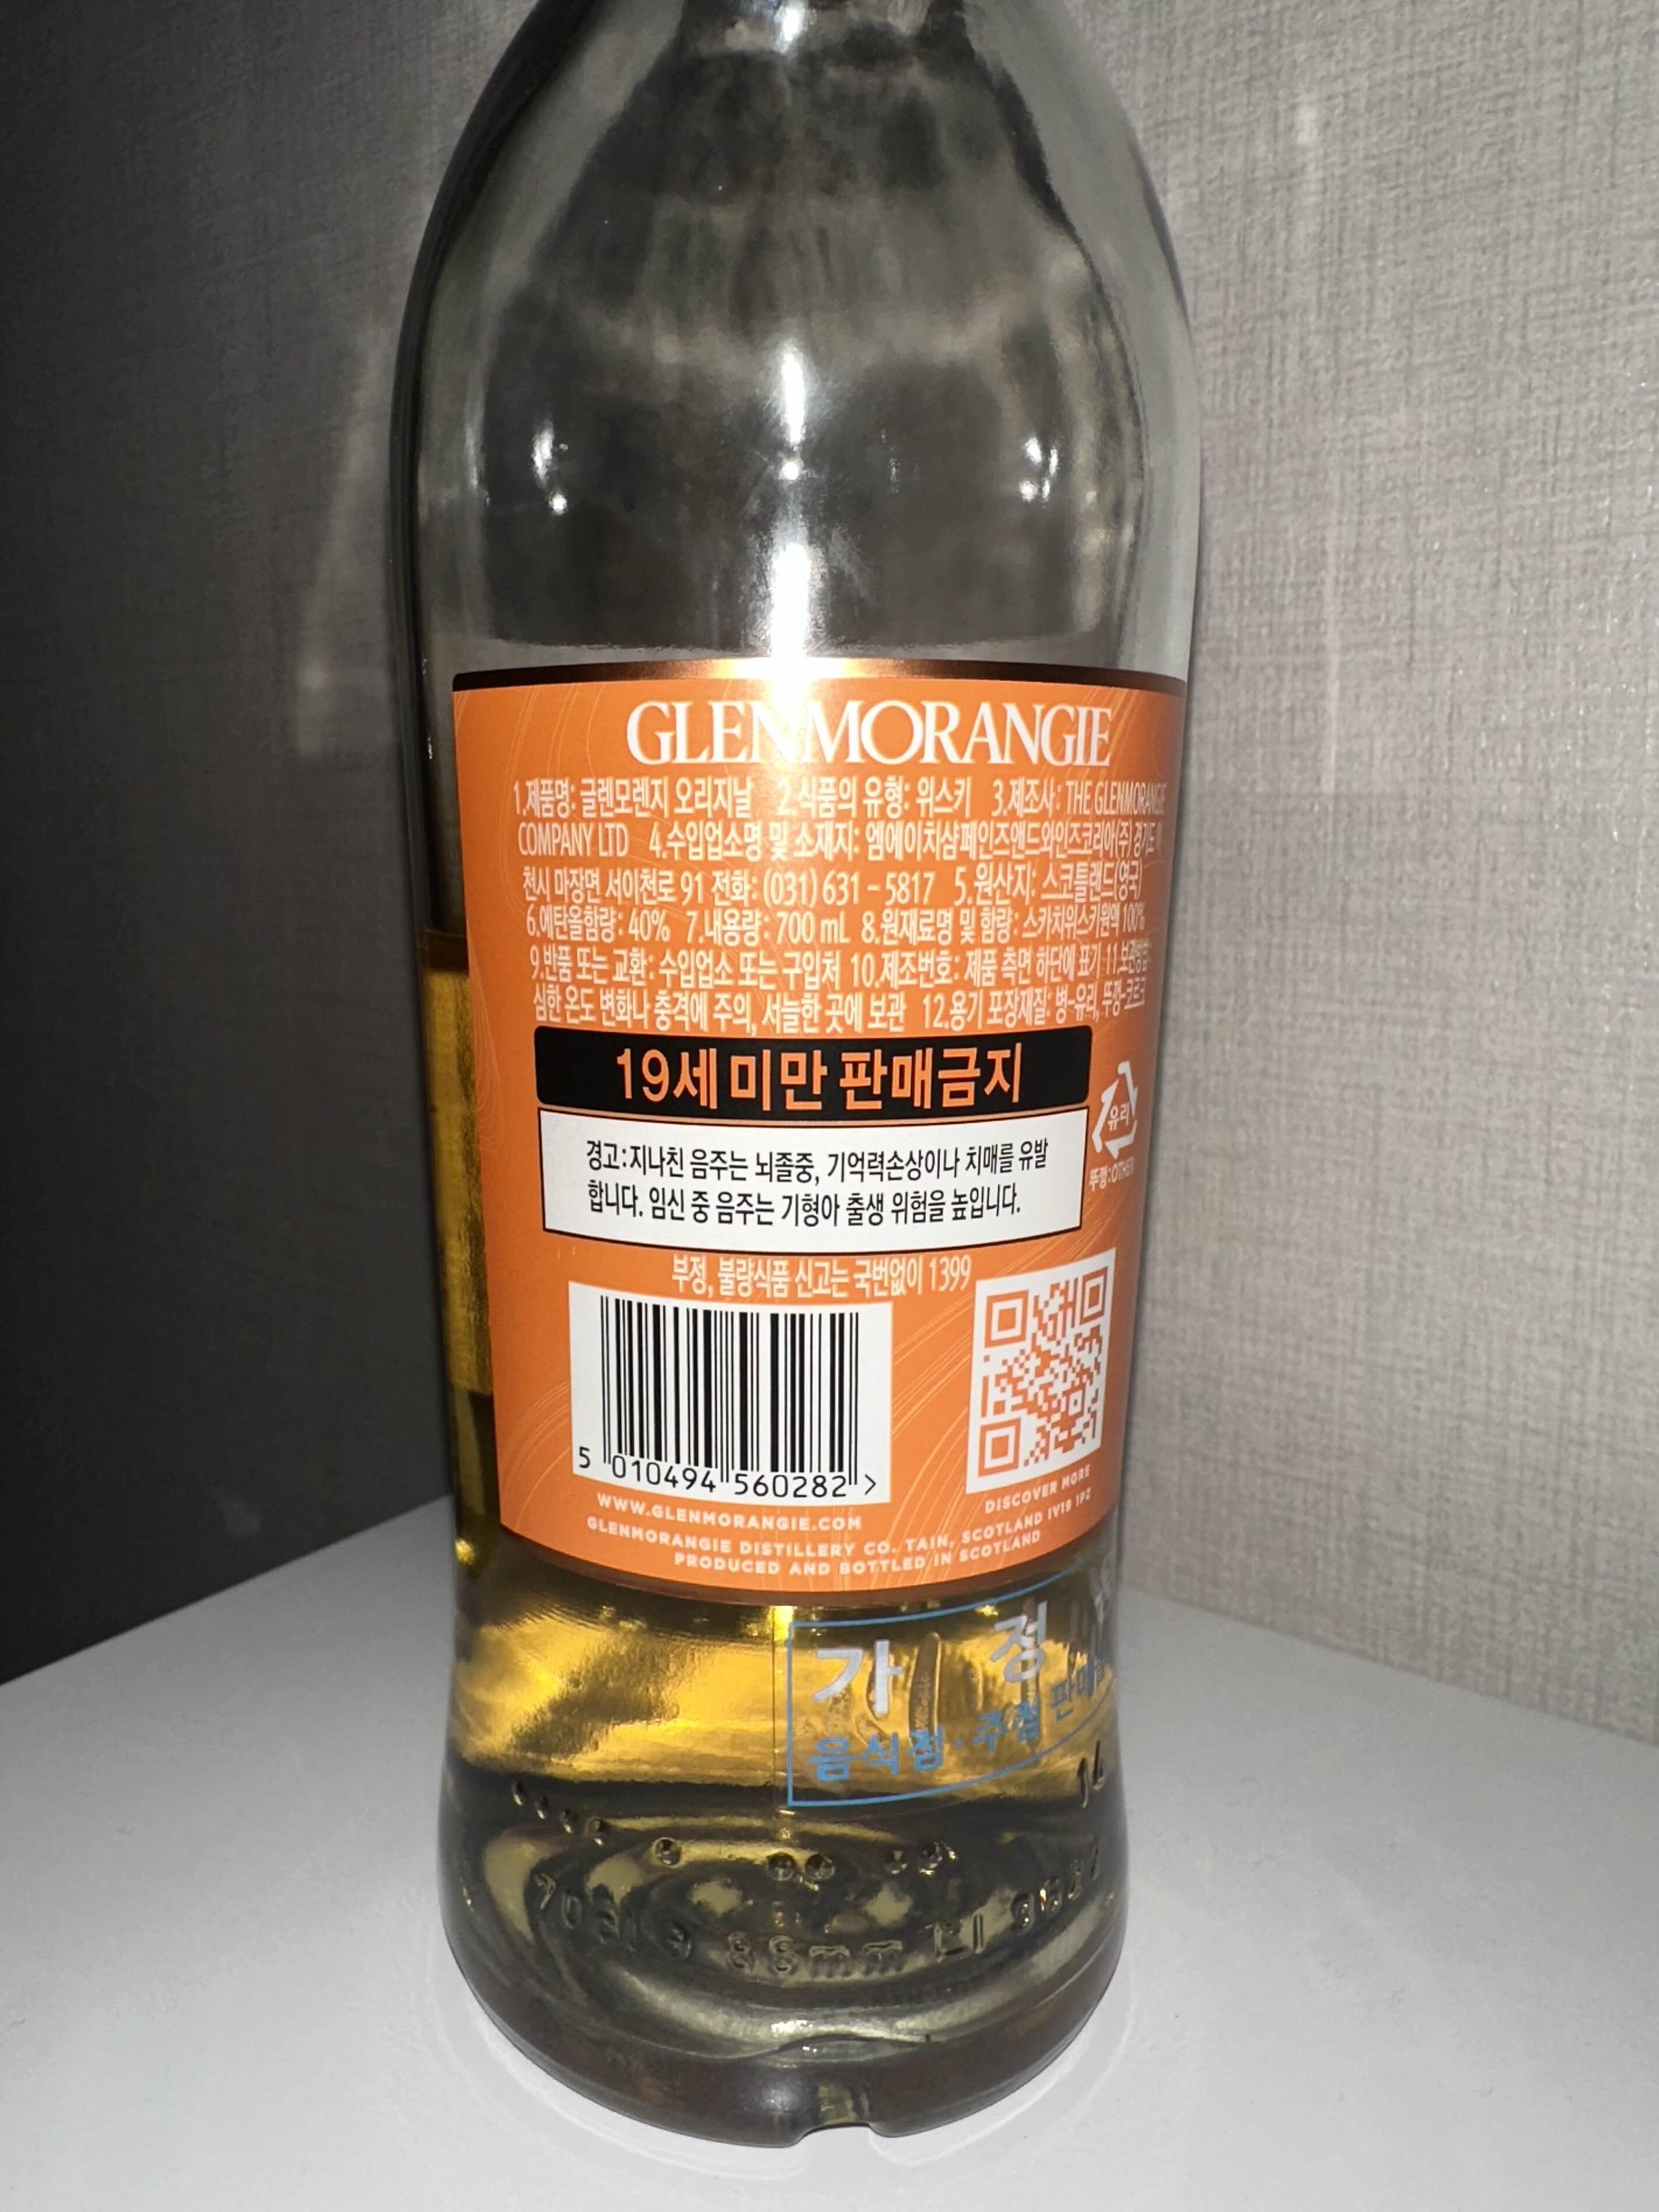 GLENMORANGIE
1.제품명: 글렌모렌지 오리지날 2.식품의 유형: 위스키 3.제조사: THE GLENMORANGIE
COMPANY LTD 4.수입업소명 및 소재지: 엠에이치샴페인즈앤드와인즈코리아(주) 경기도 이
천시 마장면 서이천로 91 전화: (031) 631 - 5817 5.원산지: 스코틀랜드(영국)
6.에탄올함량: 40% 7.내용량: 700 mL 8.원재료명 및 함량: 스카치위스키원액 100%
9.반품 또는 교환: 수입업소 또는 구입처 10.제조번호: 제품 측면 하단에 표기 11.보관방법:
심한 온도 변화나 충격에 주의, 서늘한 곳에 보관 12.용기 포장재질: 병-유리, 뚜껑-코르크
19세 미만 판매금지
유리
뚜껑:OTHER
경고:지나친 음주는 뇌졸중, 기억력손상이나 치매를 유발
합니다. 임신 중 음주는 기형아 출생 위험을 높입니다.
부정, 불량식품 신고는 국번없이 1399
5 010494 560282 >
DISCOVER MORE
WWW.GLENMORANGIE.COM
GLENMORANGIE DISTILLERY CO. TAIN, SCOTLAND IV19 1PZ
PRODUCED AND BOTTLED IN SCOTLAND
가 정
음식점·주점 판매
14